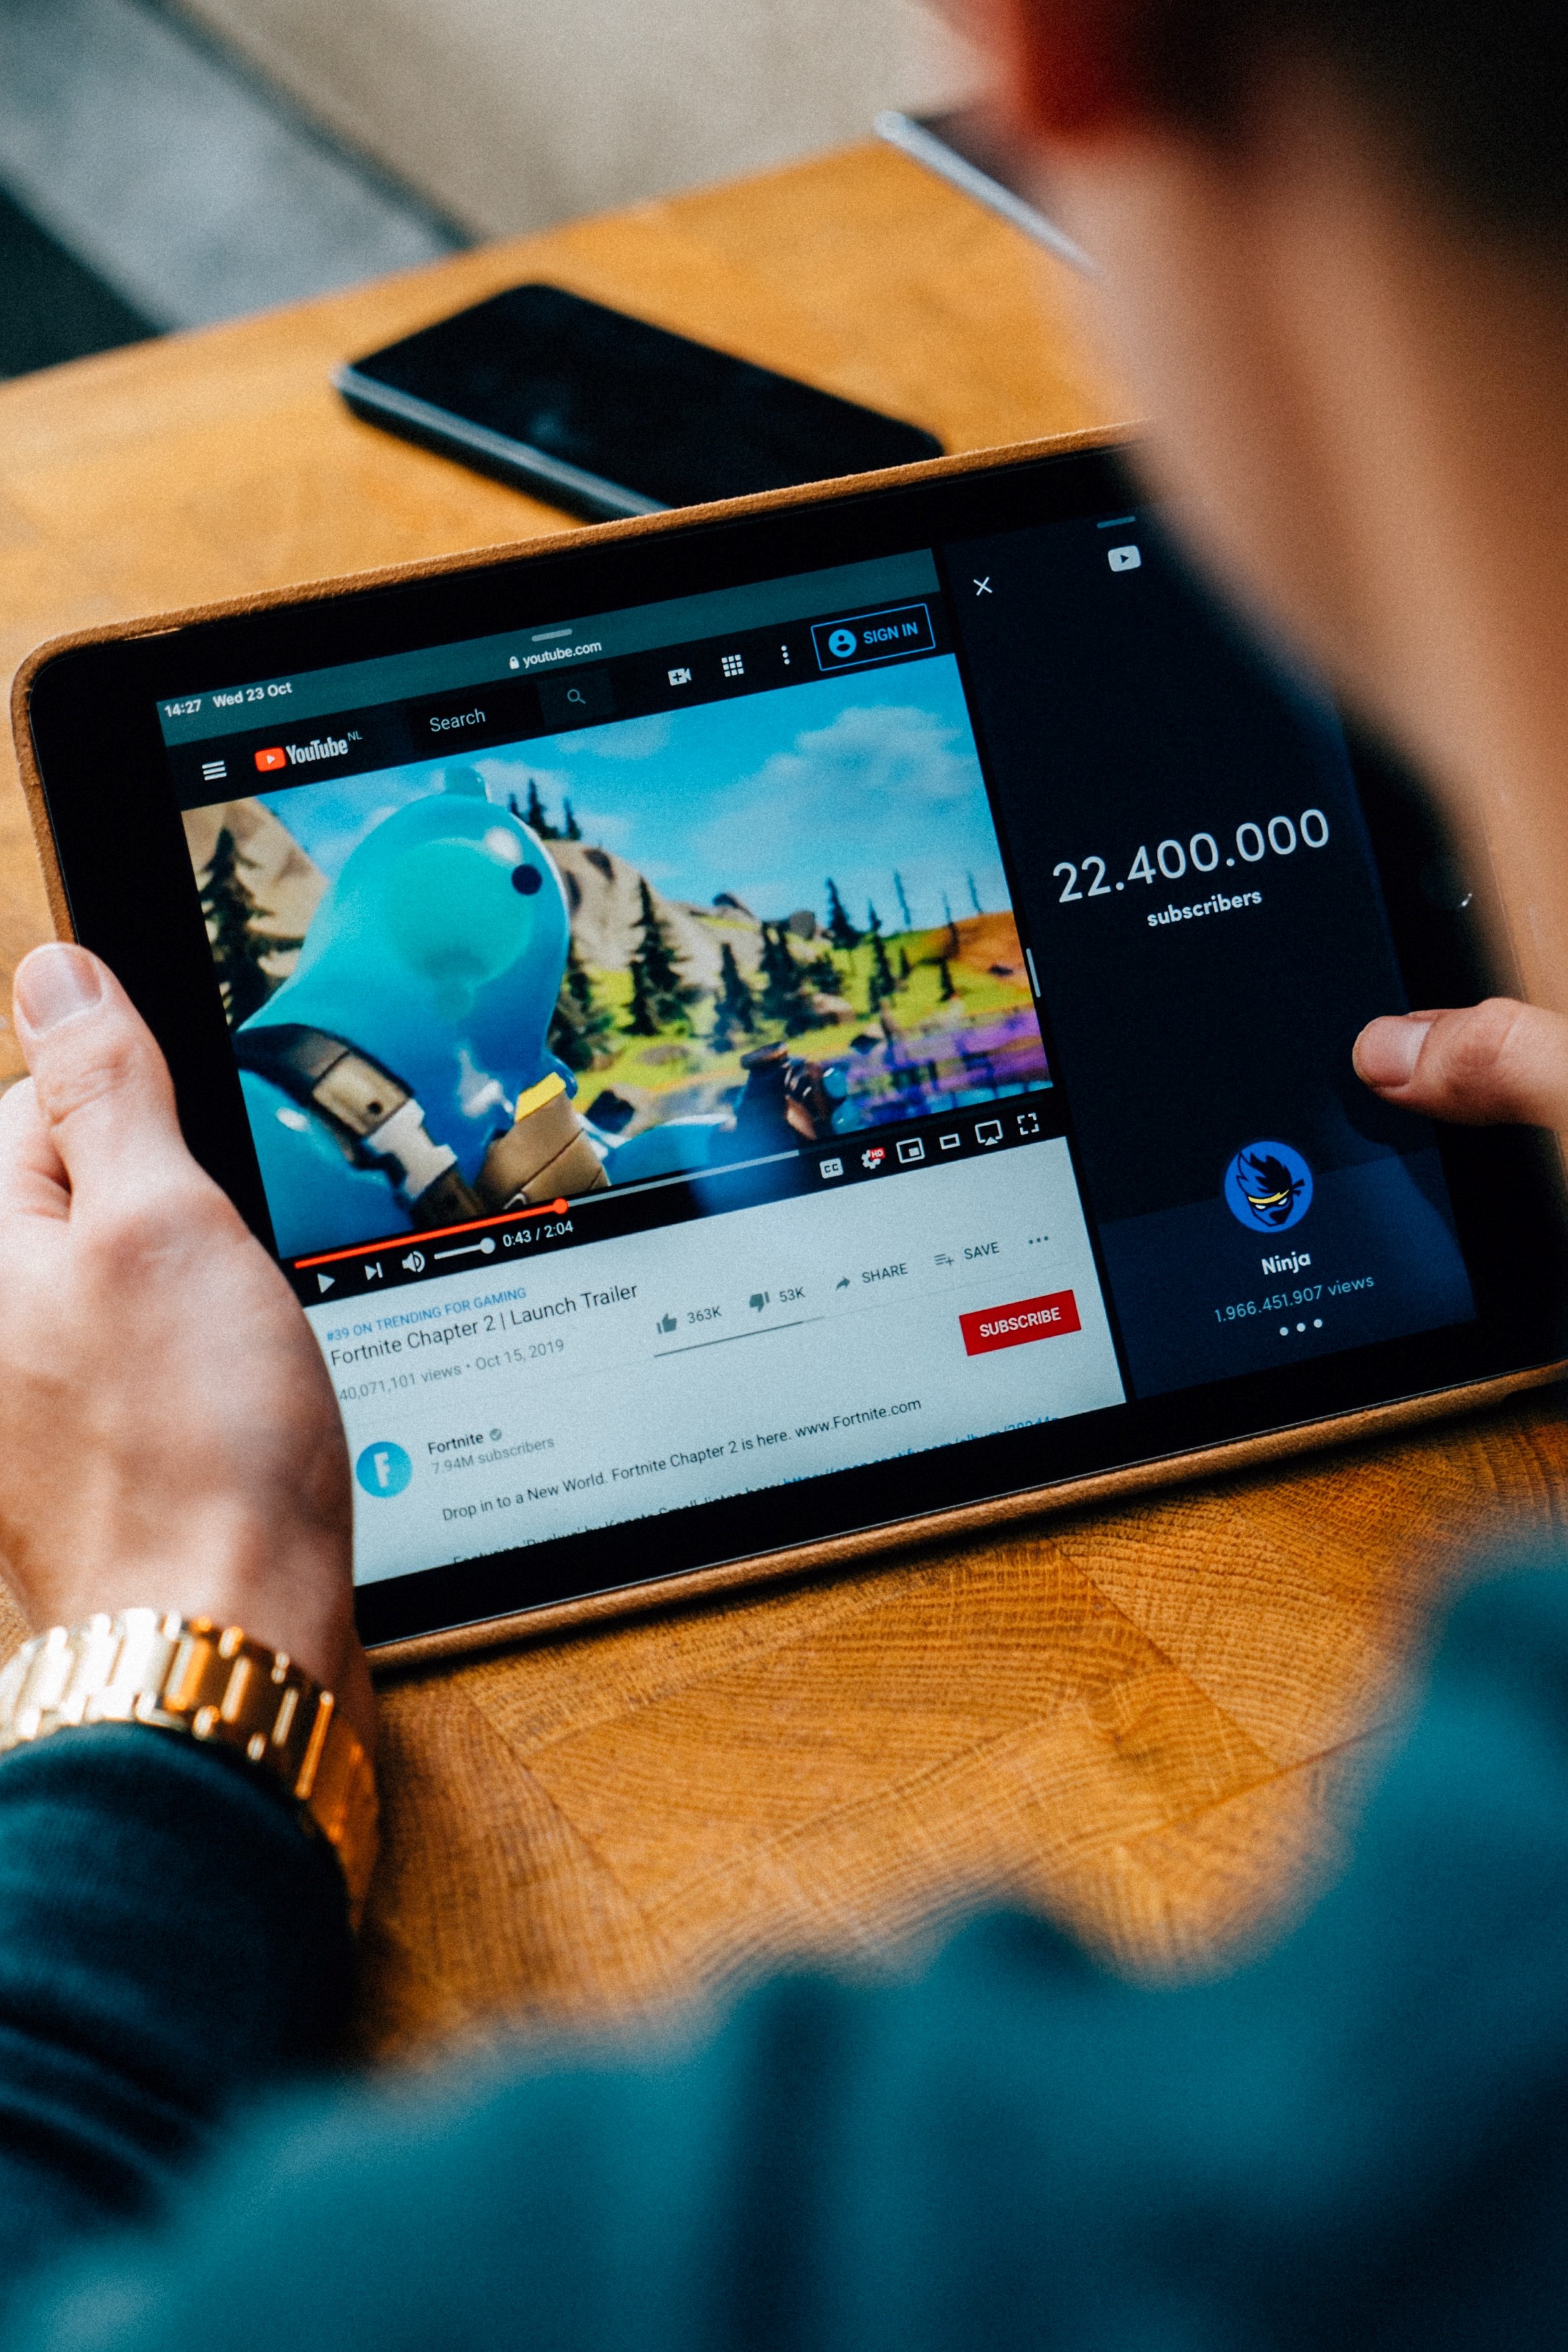 14:27 Wed 23 Oct
youtube.com
YouTube NL
Search
SIGN IN
CC
HD
0:43 / 2:04
#39 ON TRENDING FOR GAMING
Fortnite Chapter 2 | Launch Trailer
40,071,101 views • Oct 15, 2019
363K
53K
SHARE
SAVE
F
Fortnite
7.94M subscribers
SUBSCRIBE
Drop in to a New World. Fortnite Chapter 2 is here. www.Fortnite.com
22.400.000
subscribers
Ninja
1.966.451.907 views